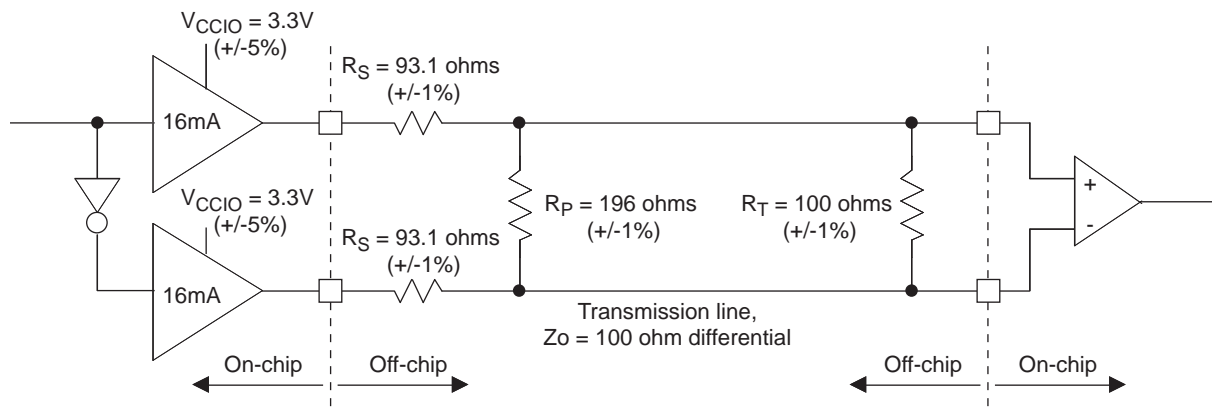 VCCIO = 3.3V
(+/-5%)
16mA
RS = 93.1 ohms
(+/-1%)
VCCIO = 3.3V
(+/-5%)
16mA
RS = 93.1 ohms
(+/-1%)
RP = 196 ohms
(+/-1%)
RT = 100 ohms
(+/-1%)
+
-
Transmission line,
Zo = 100 ohm differential
On-chip
Off-chip
Off-chip
On-chip